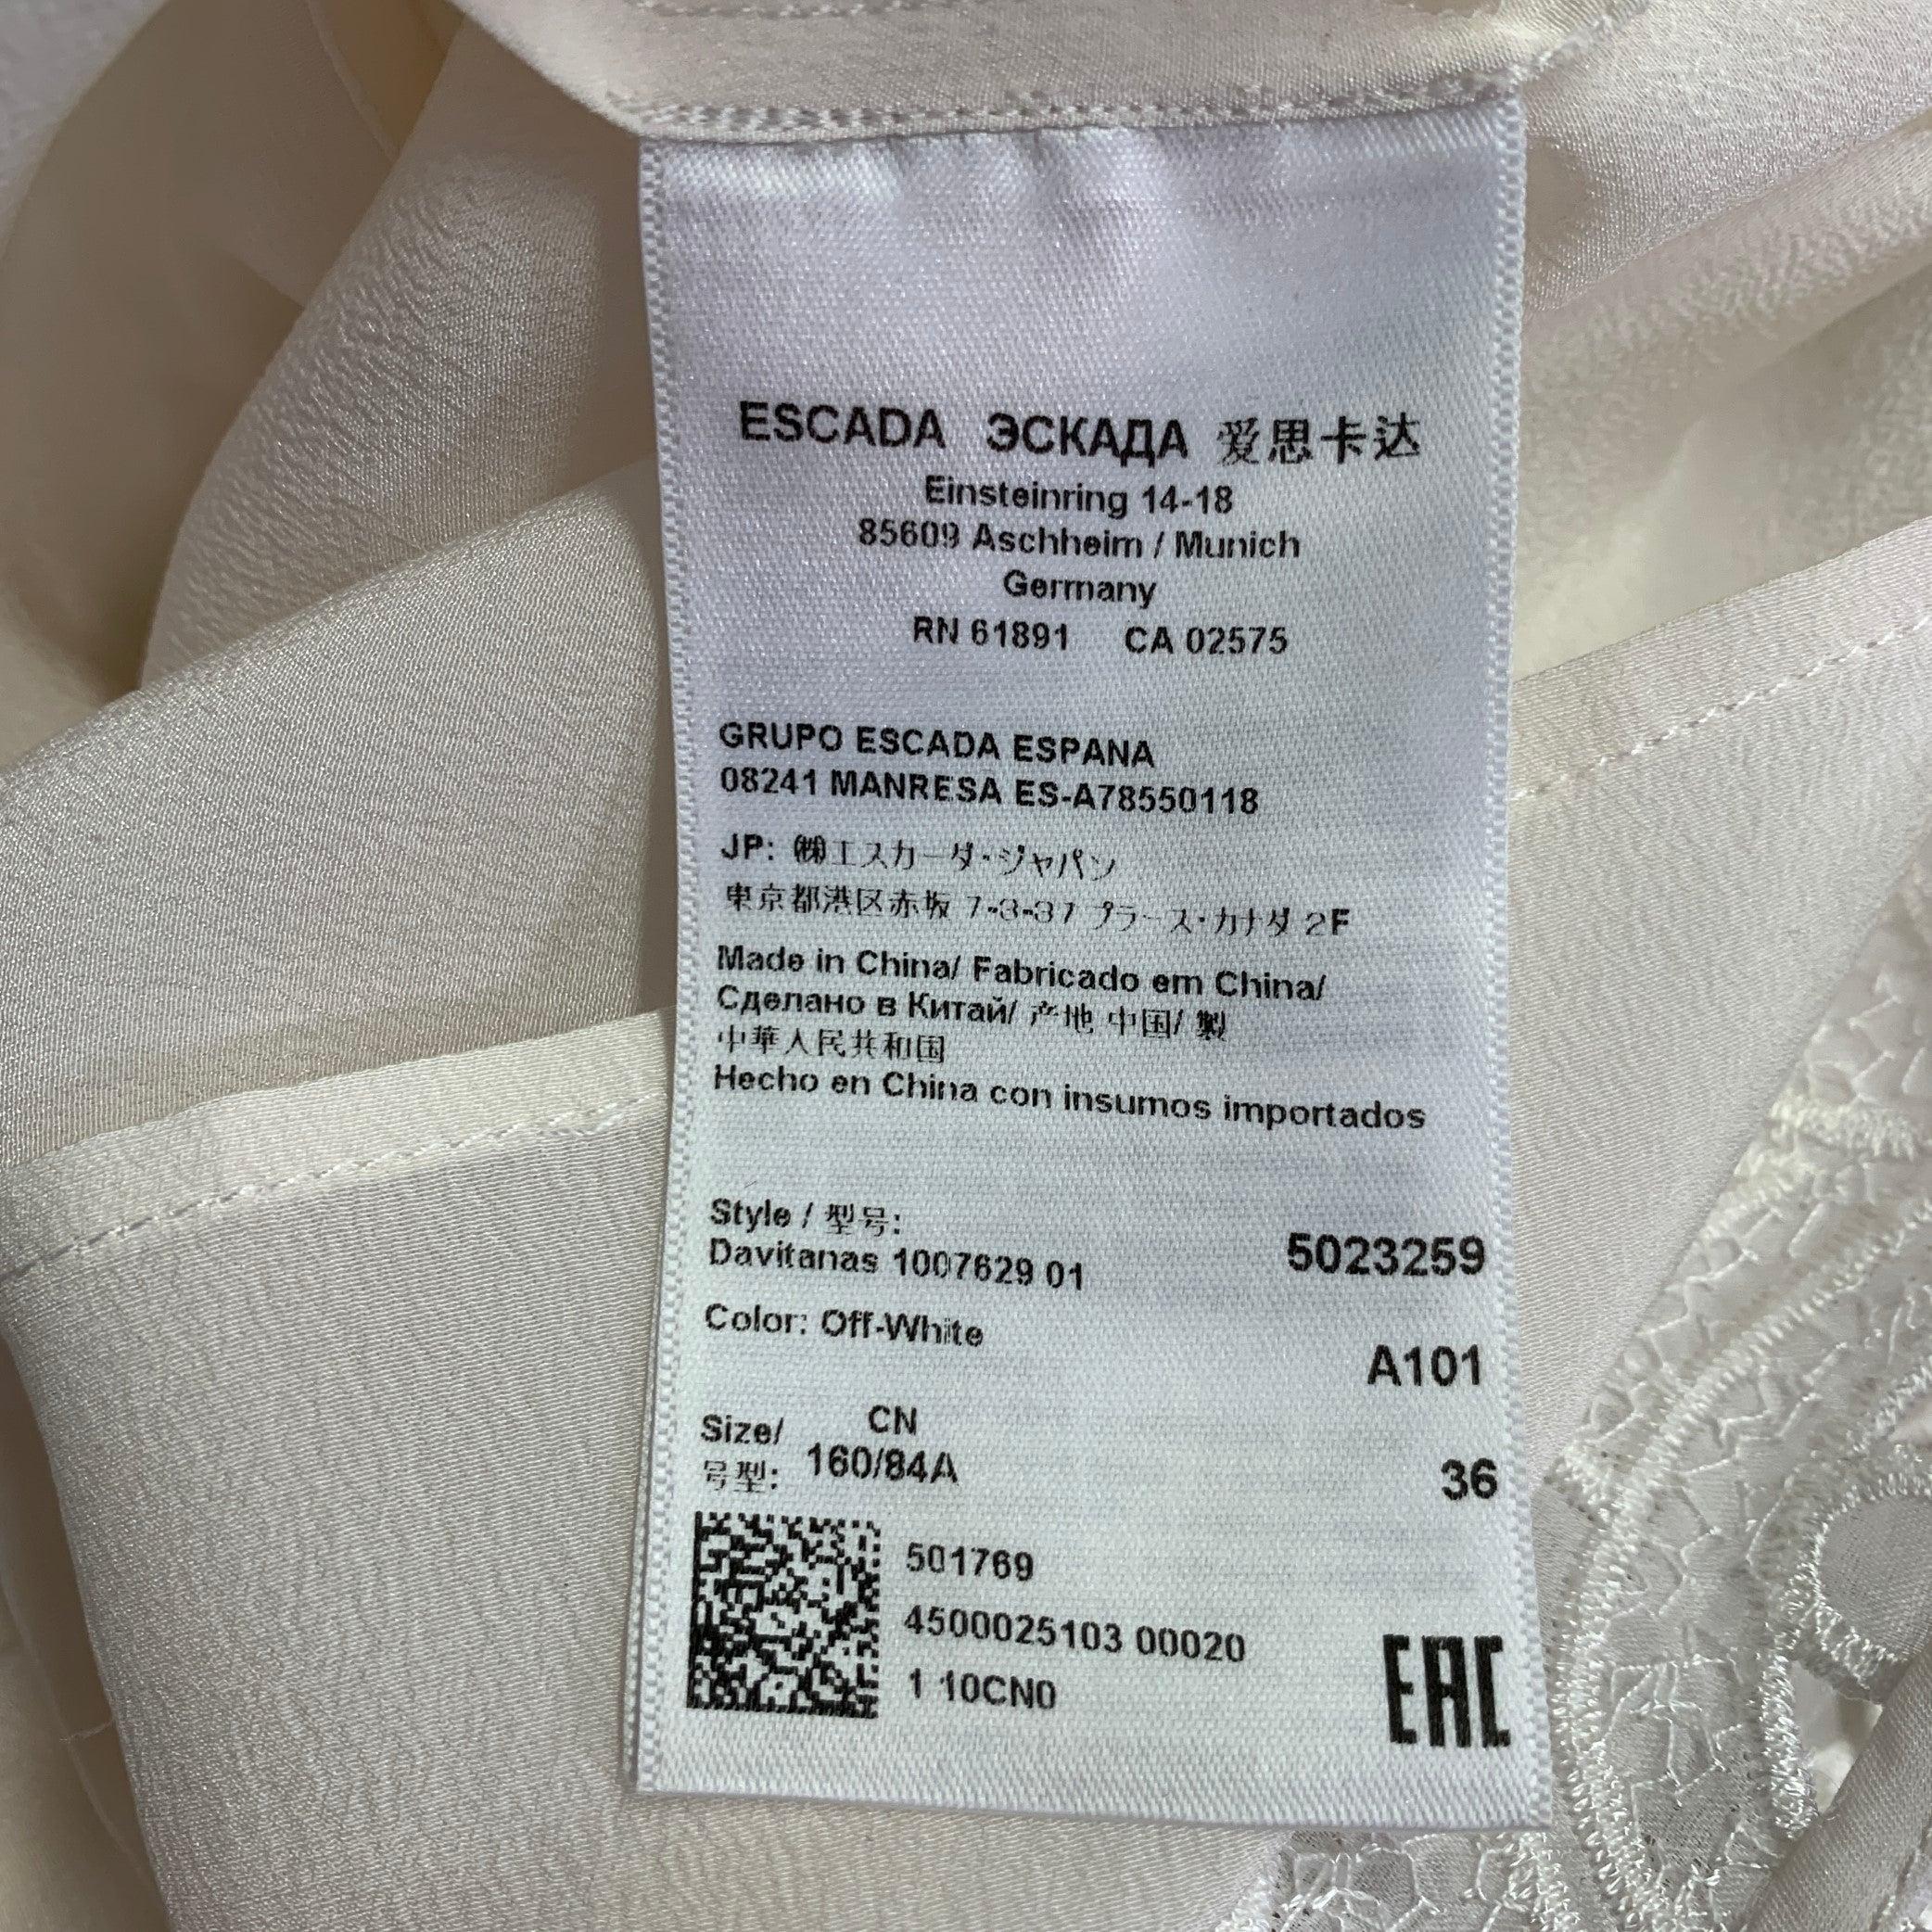 ESCADA ЭСКАДА 爱思卡达
Einsteinring 14-18
85609 Aschheim / Munich
Germany
RN 61891 CA 02575
GRUPO ESCADA ESPANA
08241 MANRESA ES-A78550118
JP: ㈱エスカーダ・ジャパン
東京都港区赤坂 7-3-37 プラース・カナダ 2F
Made in China/ Fabricado em China/
Сделано в Китай/ 产地 中国/ 製
中華人民共和国
Hecho en China con insumos importados
Style / 型号:
Davitanas 1007629 01 5023259
Color: Off-White
A101
Size/ CN
号型: 160/84A 36
501769
4500025103 00020
1 10CN0
EAC